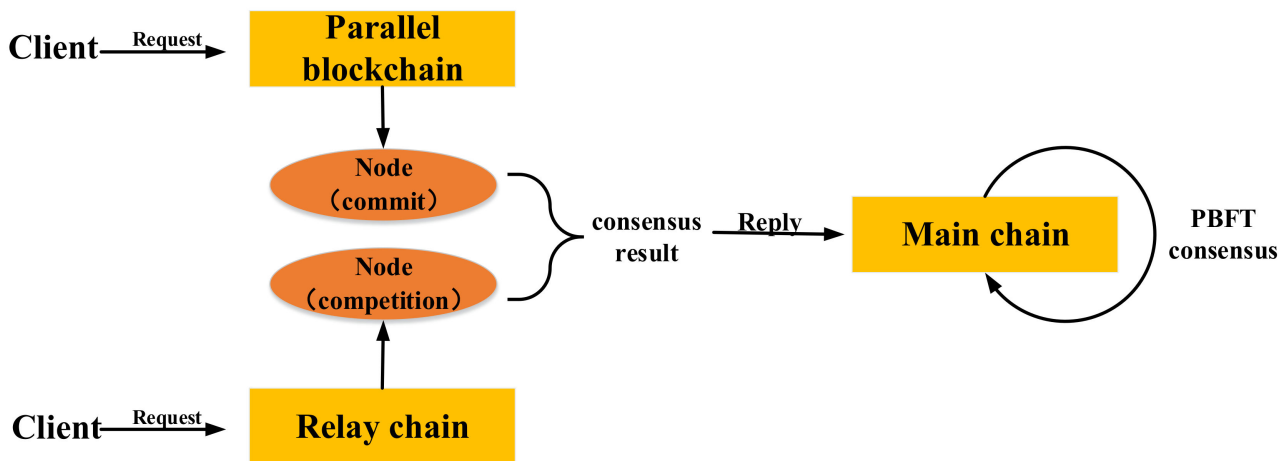 Client
Request
Parallel
blockchain
Node
（commit）
Node
（competition）
consensus
result
Reply
Main chain
PBFT
consensus
Client
Request
Relay chain